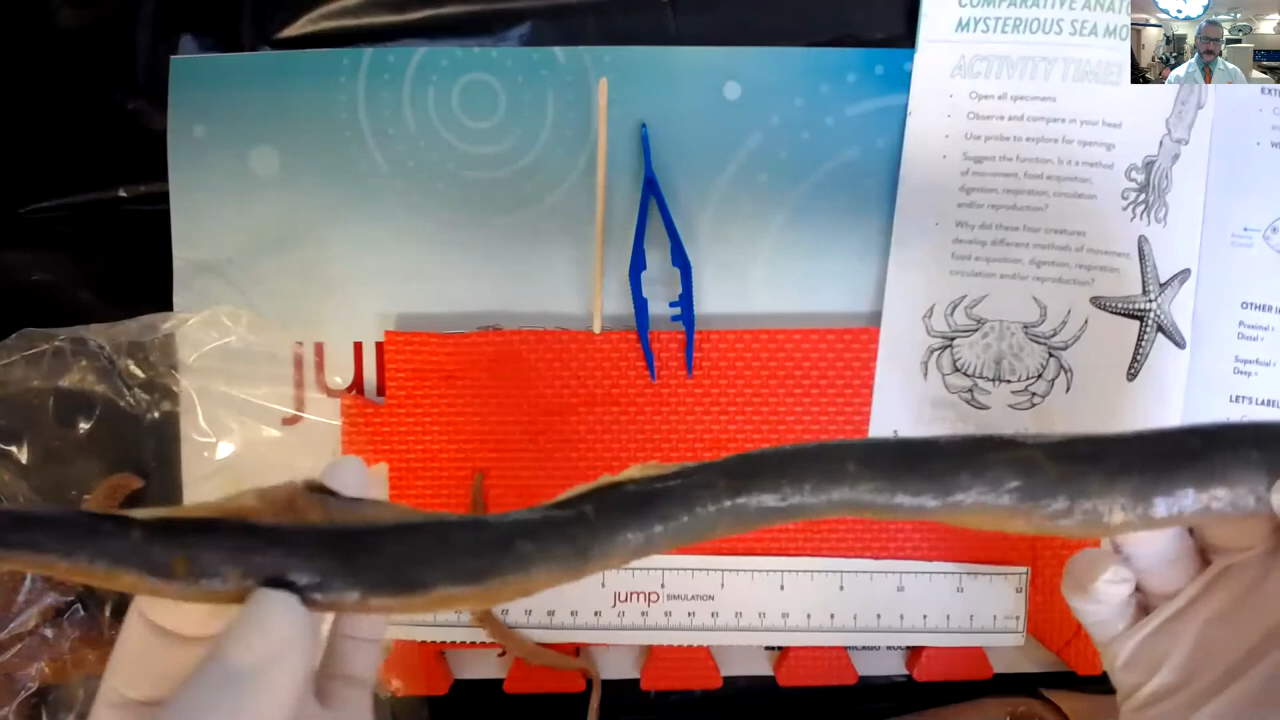 COMPARATIVE ANATO
MYSTERIOUS SEA MO
ACTIVITY TIME!
• Open all specimens
• Observe and compare in your head
• Use probe to explore for openings
• Suggest the function. Is it a method
of movement, food acquisition,
digestion, respiration, circulation
and/or reproduction?
• Why did these four creatures
develop different methods of movement,
food acquisition, digestion, respiration,
circulation and/or reproduction?
EXT
OTHER I
Proximal =
Distal =
Superficial =
Deep =
LET'S LABEL
5
ju
jump SIMULATION